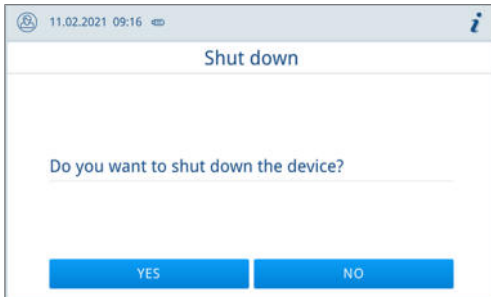 11.02.2021 09:16
i
Shut down
Do you want to shut down the device?
YES NO